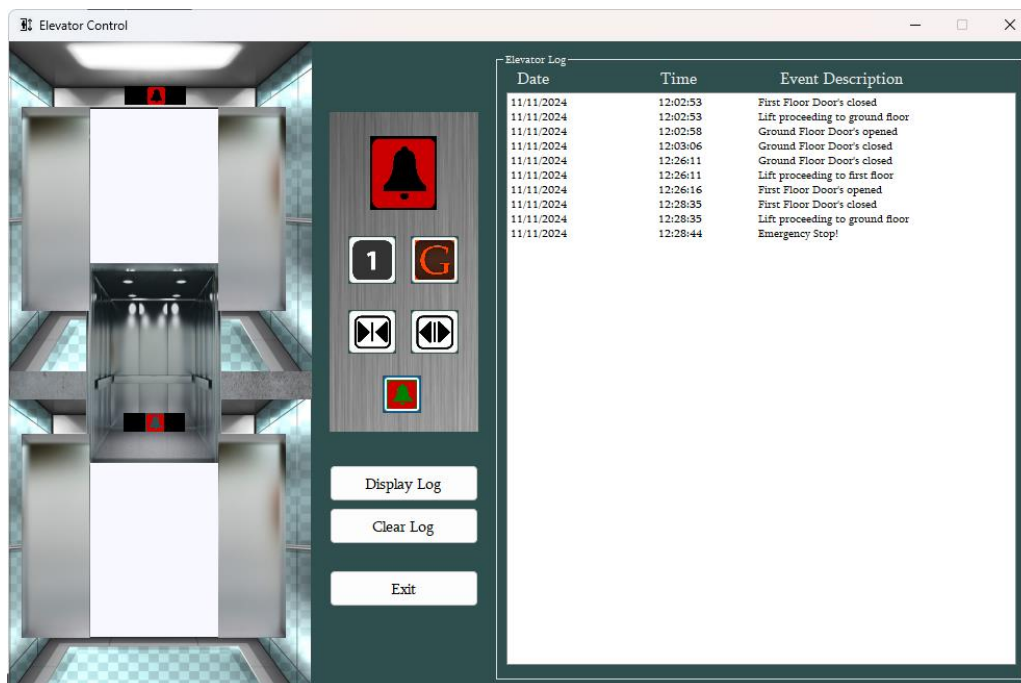 Elevator Control
Elevator Log
Date Time Event Description
11/11/2024 12:02:53 First Floor Door's closed
11/11/2024 12:02:53 Lift proceeding to ground floor
11/11/2024 12:02:58 Ground Floor Door's opened
11/11/2024 12:03:06 Ground Floor Door's closed
11/11/2024 12:26:11 Ground Floor Door's closed
11/11/2024 12:26:11 Lift proceeding to first floor
11/11/2024 12:26:16 First Floor Door's opened
11/11/2024 12:28:35 First Floor Door's closed
11/11/2024 12:28:35 Lift proceeding to ground floor
11/11/2024 12:28:44 Emergency Stop!
1 G
Display Log
Clear Log
Exit